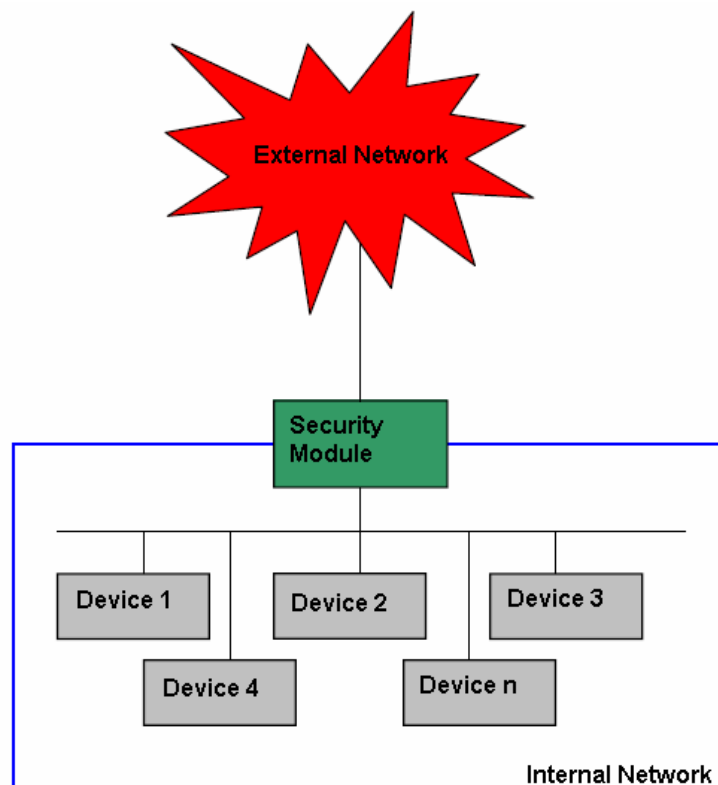 External Network
Security
Module
Device 1
Device 2
Device 3
Device 4
Device n
Internal Network